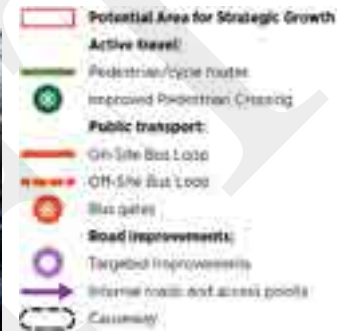 Potential Area for Strategic Growth
Active travel:
Pedestrian/cycle routes
Improved Pedestrian Crossing
Public transport:
On-Site Bus Loop
Off-Site Bus Loop
Bus gates
Road improvements:
Targeted Improvements
Internal roads and access points
Causeway